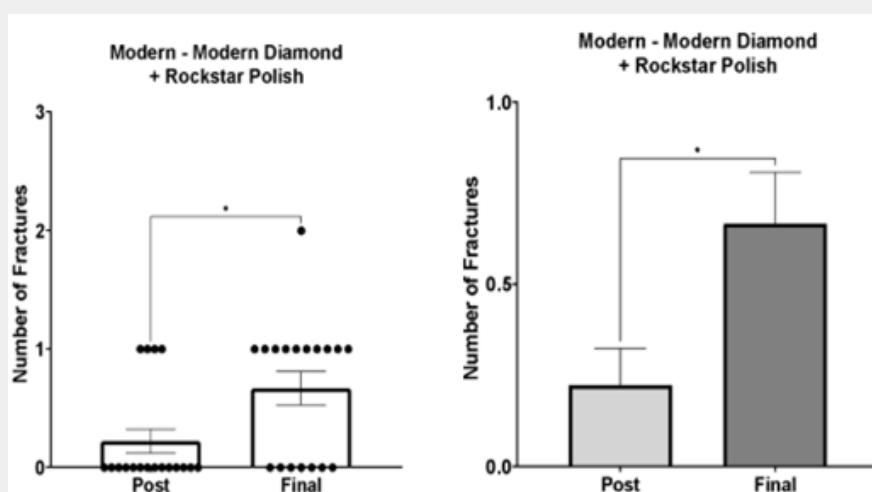 Modern - Modern Diamond
+ Rockstar Polish
3
2
1
0
Number of Fractures
*
Post
Final
Modern - Modern Diamond
+ Rockstar Polish
1.0
0.5
0.0
Number of Fractures
*
Post
Final